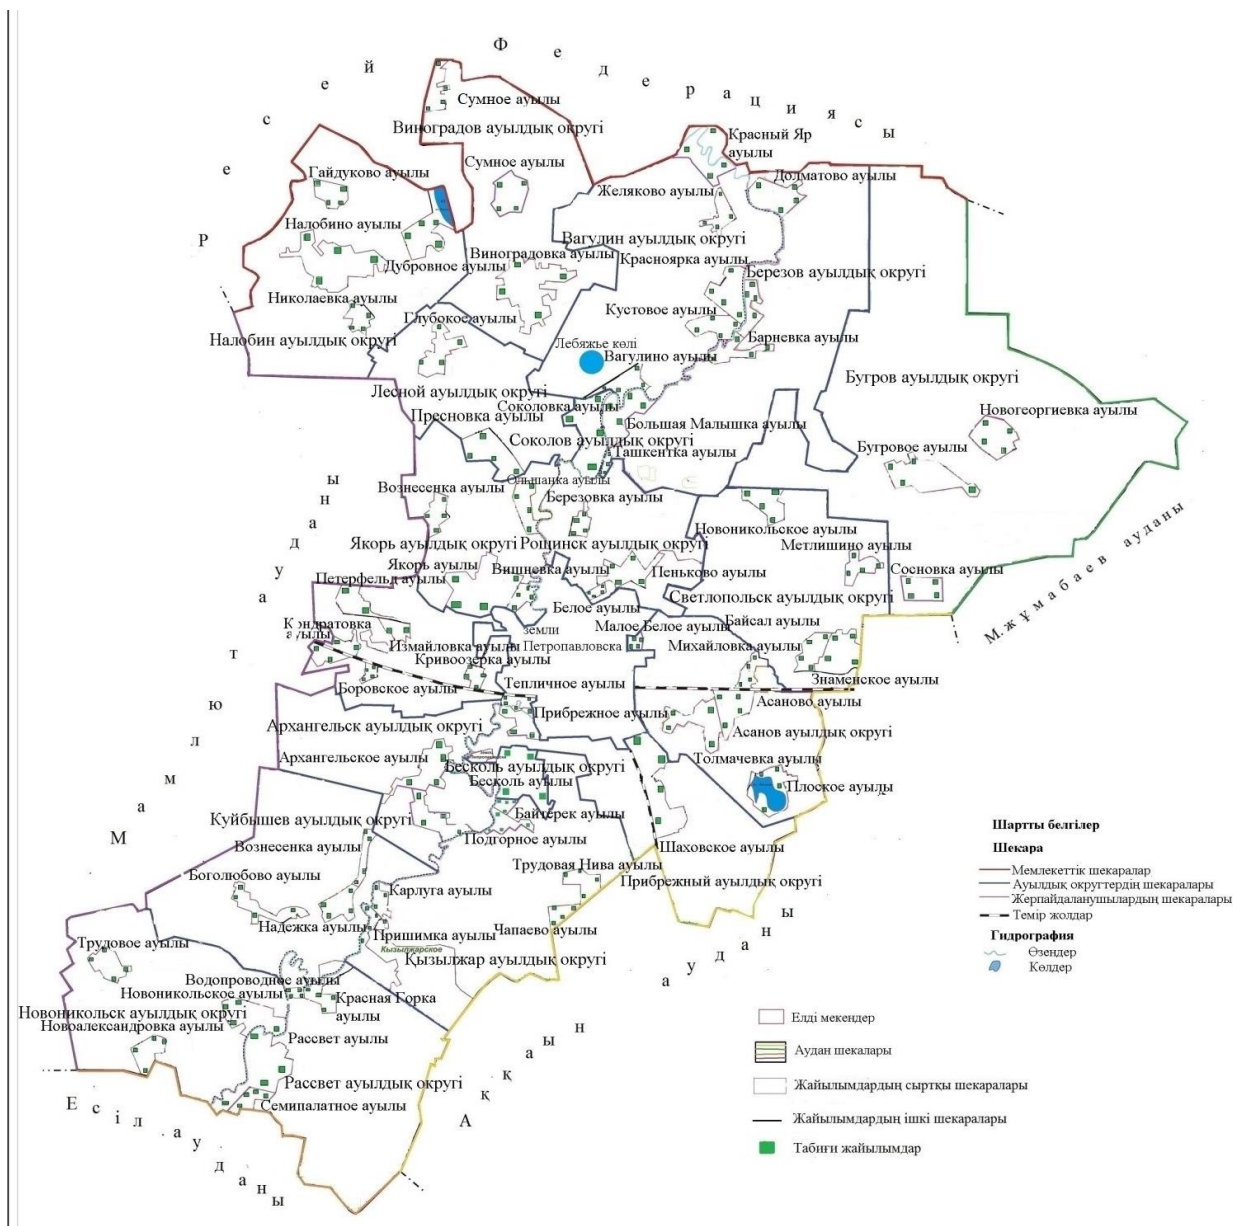 Ресей Федерациясы
Сумное ауылы
Виноградов ауылдық округі
Красный Яр
ауылы
Гайдуково ауылы
Сумное ауылы
Долматово ауылы
Желяково ауылы
Налобино ауылы
Вагулин ауылдық округі
Дубровное ауылы
Виноградовка ауылы
Красноярка ауылы
Березов ауылдық округі
Николаевка ауылы
Глубокое ауылы
Кустовое ауылы
Налобин ауылдық округі
Барневка ауылы
Лебяжье көлі
Вагулино ауылы
Бугров ауылдық округі
Лесной ауылдық округі
Соколовка ауылы
Новогеоргиевка ауылы
Пресновка ауылы
Большая Малышка ауылы
Соколов ауылдық округі
Бугровое ауылы
Ташкентка ауылы
Ольшанка ауылы
Вознесенка ауылы
Березовка ауылы
Новоникольское ауылы
Якорь ауылдық округі
Рощинск ауылдық округі
Метлишино ауылы
Якорь ауылы
Вишневка ауылы
Пеньково ауылы
Сосновка ауылы
Петерфельд ауылы
Светлопольск ауылдық округі
Белое ауылы
М.жұмабаев ауданы
Кондратовка
ауылы
земли
Петропавловска
Малое Белое ауылы
Байсал ауылы
Измайловка ауылы
Михайловка ауылы
Кривоозерка ауылы
Боровское ауылы
Тепличное ауылы
Знаменское ауылы
Асаново ауылы
Архангельск ауылдық округі
Прибрежное ауылы
Асанов ауылдық округі
Архангельское ауылы
Бесколь ауылдық округі
Толмачевка ауылы
Бесколь ауылы
Плоское ауылы
Мамлют ауданы
Куйбышев ауылдық округі
Байтерек ауылы
Вознесенка ауылы
Подгорное ауылы
Шаховское ауылы
Боголюбово ауылы
Трудовая Нива ауылы
Прибрежный ауылдық округі
Карлуга ауылы
Надежка ауылы
Пришимка ауылы
Чапаево ауылы
Трудовое ауылы
Кызылжарское
Қызылжар ауылдық округі
Водопроводное ауылы
Новоникольское ауылы
Красная Горка
ауылы
Новоникольск ауылдық округі
Новоалександровка ауылы
Рассвет ауылы
Рассвет ауылдық округі
Семипалатное ауылы
Есіл ауданы
Аққайын ауданы
Шартты белгілер
Шекара
Мемлекеттік шекаралар
Ауылдық округтердің шекаралары
Жерпайдаланушылардың шекаралары
Темір жолдар
Гидрография
Өзендер
Көлдер
Елді мекендер
Аудан шекалары
Жайылымдардың сыртқы шекаралары
Жайылымдардың ішкі шекаралары
Табиғи жайылымдар